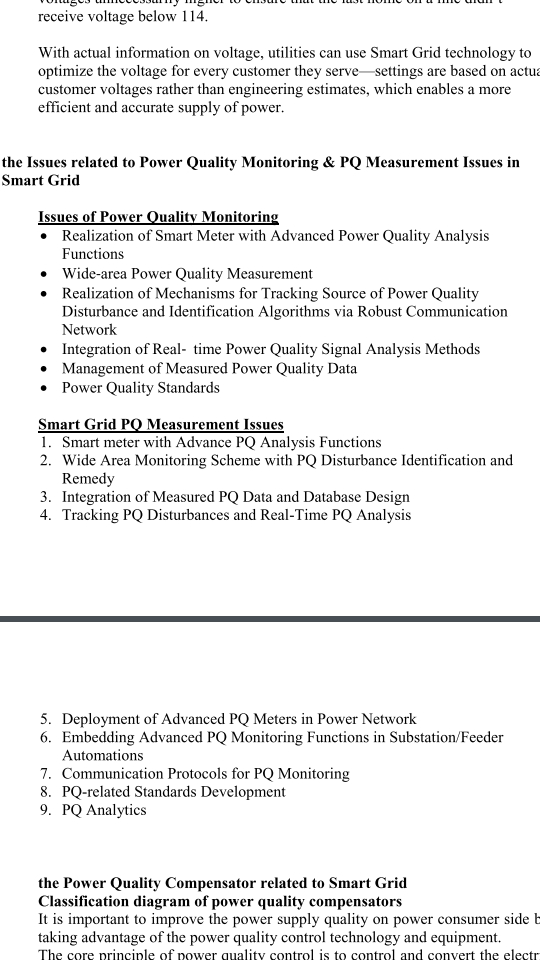 voltages unnecessarily higher to ensure that the last home on a line didn't
receive voltage below 114.
With actual information on voltage, utilities can use Smart Grid technology to
optimize the voltage for every customer they serve—settings are based on actua
customer voltages rather than engineering estimates, which enables a more
efficient and accurate supply of power.
the Issues related to Power Quality Monitoring & PQ Measurement Issues in
Smart Grid
Issues of Power Quality Monitoring
• Realization of Smart Meter with Advanced Power Quality Analysis
Functions
• Wide-area Power Quality Measurement
• Realization of Mechanisms for Tracking Source of Power Quality
Disturbance and Identification Algorithms via Robust Communication
Network
• Integration of Real- time Power Quality Signal Analysis Methods
• Management of Measured Power Quality Data
• Power Quality Standards
Smart Grid PQ Measurement Issues
1. Smart meter with Advance PQ Analysis Functions
2. Wide Area Monitoring Scheme with PQ Disturbance Identification and
Remedy
3. Integration of Measured PQ Data and Database Design
4. Tracking PQ Disturbances and Real-Time PQ Analysis
5. Deployment of Advanced PQ Meters in Power Network
6. Embedding Advanced PQ Monitoring Functions in Substation/Feeder
Automations
7. Communication Protocols for PQ Monitoring
8. PQ-related Standards Development
9. PQ Analytics
the Power Quality Compensator related to Smart Grid
Classification diagram of power quality compensators
It is important to improve the power supply quality on power consumer side b
taking advantage of the power quality control technology and equipment.
The core principle of power quality control is to control and convert the electr